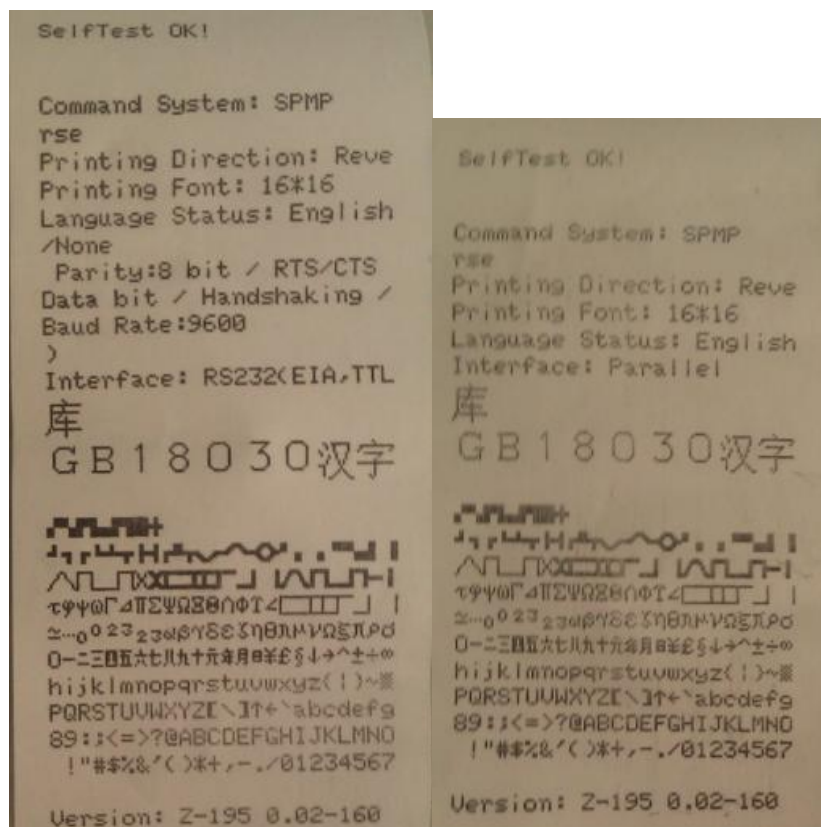 SelfTest OK!
Command System: SPMP
rse
Printing Direction: Reve
Printing Font: 16*16
Language Status: English
/None
Parity:8 bit / RTS/CTS
Data bit / Handshaking /
Baud Rate:9600
)
Interface: RS232(EIA,TTL
库
GB18030汉字
hijklmnopqrstuvwxyz{|}~
PQRSTUVWXYZ[\]↑←`abcdefg
89:;<=>?@ABCDEFGHIJKLMNO
!"#$%&'()*+,-./01234567
Version: Z-195 0.02-160
SelfTest OK!
Command System: SPMP
rse
Printing Direction: Reve
Printing Font: 16*16
Language Status: English
Interface: Parallel
库
GB18030汉字
hijklmnopqrstuvwxyz{|}~
PQRSTUVWXYZ[\]↑←`abcdefg
89:;<=>?@ABCDEFGHIJKLMNO
!"#$%&'()*+,-./01234567
Version: Z-195 0.02-160